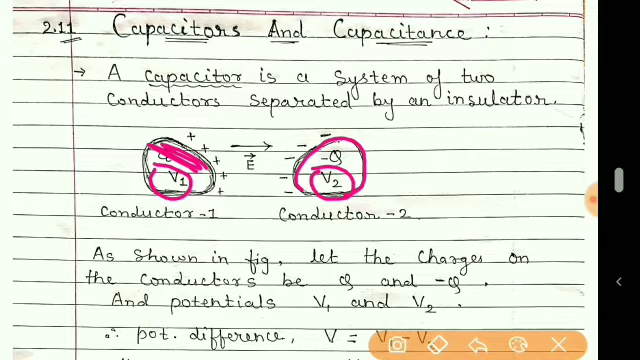 2.11 Capacitors And Capacitance :
→ A capacitor is a system of two
conductors separated by an insulator.
+ + + + + − − − − −
Q → E⃗ −Q
V₁ V₂
Conductor-1 Conductor-2
As shown in fig, let the charges on
the conductors be Q and -Q.
And potentials V₁ and V₂.
∴ pot. difference, V = V